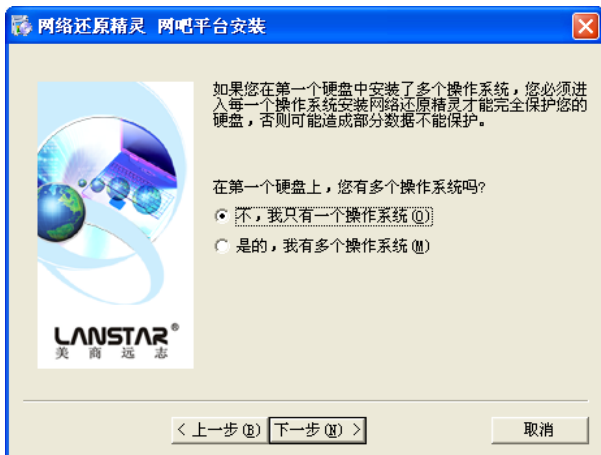 网络还原精灵 网吧平台安装
如果您在第一个硬盘中安装了多个操作系统，您必须进
入每一个操作系统安装网络还原精灵才能完全保护您的
硬盘，否则可能造成部分数据不能保护。
在第一个硬盘上，您有多个操作系统吗?
不，我只有一个操作系统(O)
是的，我有多个操作系统(M)
LANSTAR®
美商远志
< 上一步(B) 下一步(N) > 取消